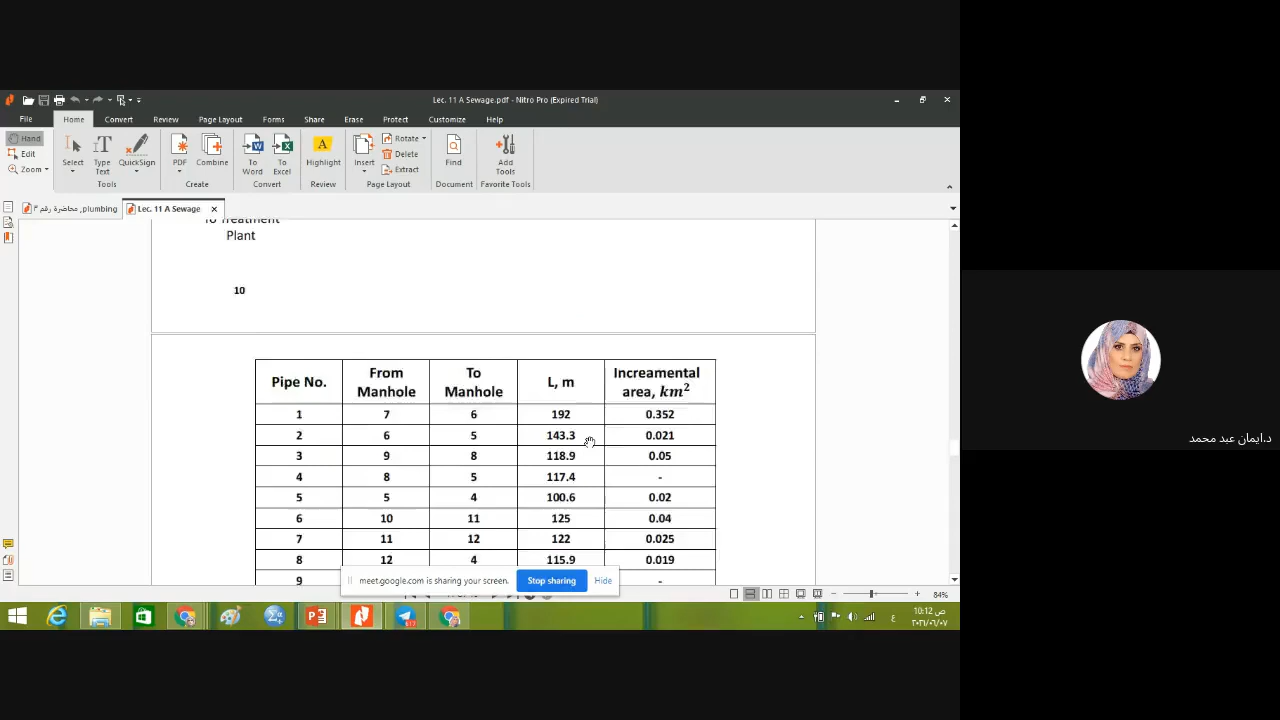 Lec. 11 A Sewage.pdf - Nitro Pro (Expired Trial)
File Home Convert Review Page Layout Forms Share Erase Protect Customize Help
Hand
Edit
Zoom
Select
Type Text
QuickSign
Tools
PDF
Combine
Create
To Word
To Excel
Convert
A
Highlight
Review
Insert
Rotate
Delete
Extract
Page Layout
Find
Document
Add Tools
Favorite Tools
plumbing, محاضرة رقم ٣
Lec. 11 A Sewage
To Treatment
Plant
10
Pipe No. From Manhole To Manhole L, m Increamental area, km²
1 7 6 192 0.352
2 6 5 143.3 0.021
3 9 8 118.9 0.05
4 8 5 117.4 -
5 5 4 100.6 0.02
6 10 11 125 0.04
7 11 12 122 0.025
8 12 4 115.9 0.019
9 -
meet.google.com is sharing your screen. Stop sharing Hide
84%
ع
10:12 ص
٢٠٢١/٠٦/٠٧
د.ايمان عبد محمد